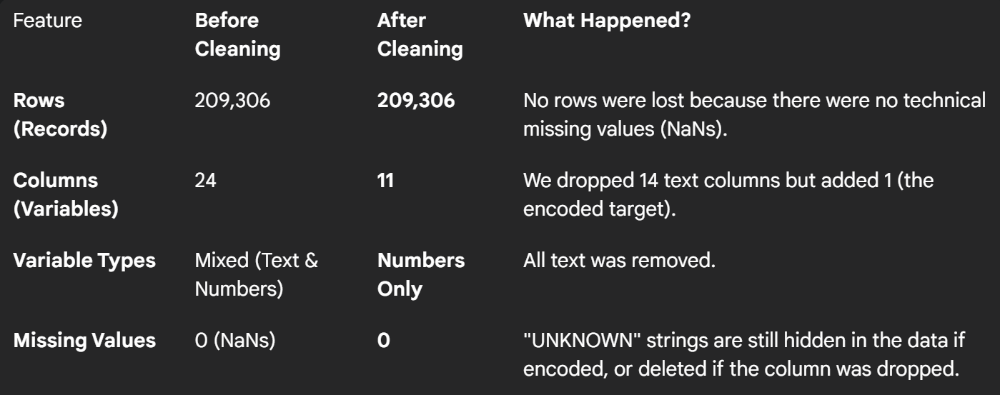 Feature Before After What Happened?
Cleaning Cleaning
Rows 209,306 209,306 No rows were lost because there were no technical
(Records) missing values (NaNs).
Columns 24 11 We dropped 14 text columns but added 1 (the
(Variables) encoded target).
Variable Types Mixed (Text & Numbers All text was removed.
Numbers) Only
Missing Values 0 (NaNs) 0 "UNKNOWN" strings are still hidden in the data if
encoded, or deleted if the column was dropped.